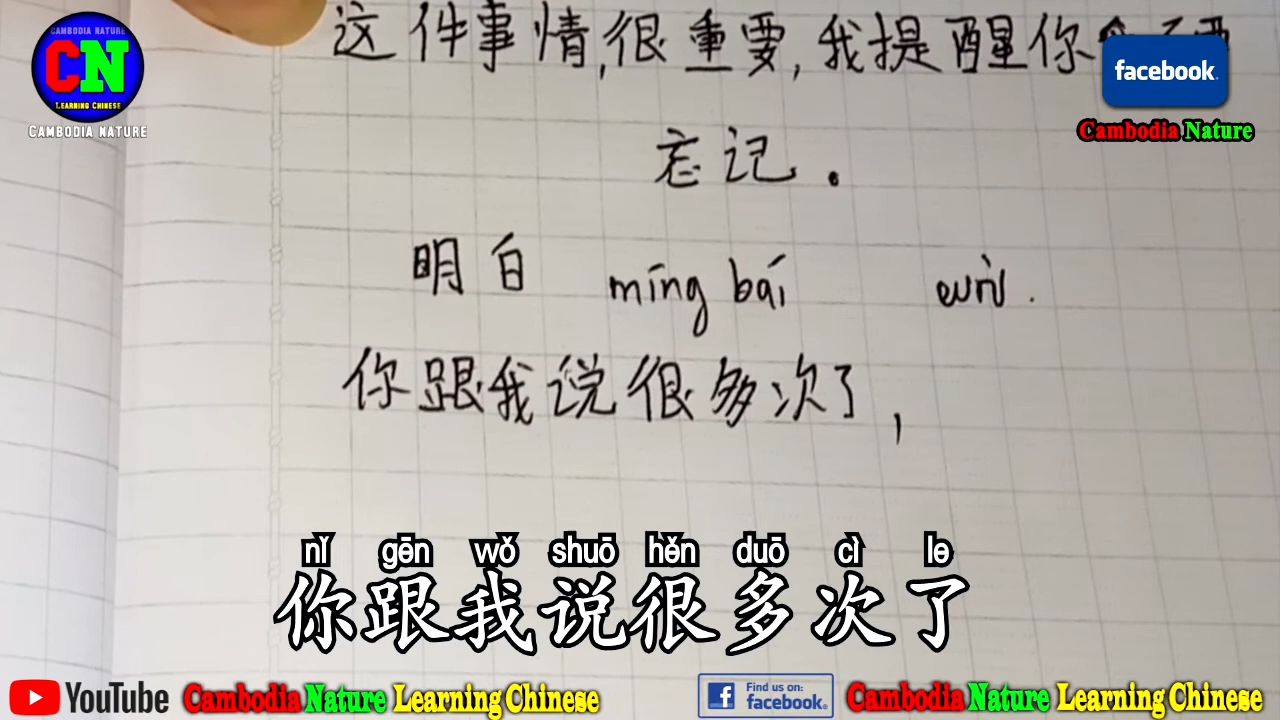 CAMBODIA NATURE
CN
LEARNING CHINESE
CAMBODIA NATURE
这件事情,很重要,我提醒你
facebook
Cambodia Nature
忘记。
明白 míng bái
你跟我说很多次了,
nǐ gēn wǒ shuō hěn duō cì le
你跟我说很多次了
YouTube Cambodia Nature Learning Chinese
Find us on: facebook Cambodia Nature Learning Chinese